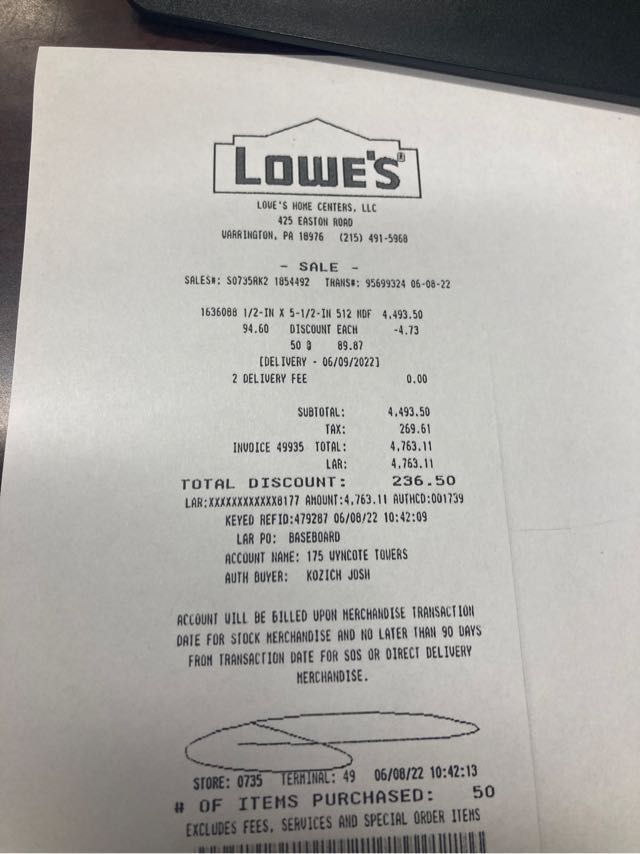 LOWE'S
LOWE'S HOME CENTERS, LLC
425 EASTON ROAD
WARRINGTON, PA 18976 (215) 491-5968
- SALE -
SALES#: S0735RK2 1854492 TRANS#: 95699324 06-08-22
1636088 1/2-IN X 5-1/2-IN 512 MDF 4,493.50
94.60 DISCOUNT EACH -4.73
50 @ 89.87
[DELIVERY - 06/09/2022]
2 DELIVERY FEE 0.00
SUBTOTAL: 4,493.50
TAX: 269.61
INVOICE 49935 TOTAL: 4,763.11
LAR: 4,763.11
TOTAL DISCOUNT: 236.50
LAR:XXXXXXXXXXXX8177 AMOUNT:4,763.11 AUTHCD:001739
KEYED REFID:479287 06/08/22 10:42:09
LAR PO: BASEBOARD
ACCOUNT NAME: 175 WYNCOTE TOWERS
AUTH BUYER: KOZICH JOSH
ACCOUNT WILL BE BILLED UPON MERCHANDISE TRANSACTION
DATE FOR STOCK MERCHANDISE AND NO LATER THAN 90 DAYS
FROM TRANSACTION DATE FOR SOS OR DIRECT DELIVERY
MERCHANDISE.
STORE: 0735 TERMINAL: 49 06/08/22 10:42:13
# OF ITEMS PURCHASED: 50
EXCLUDES FEES, SERVICES AND SPECIAL ORDER ITEMS